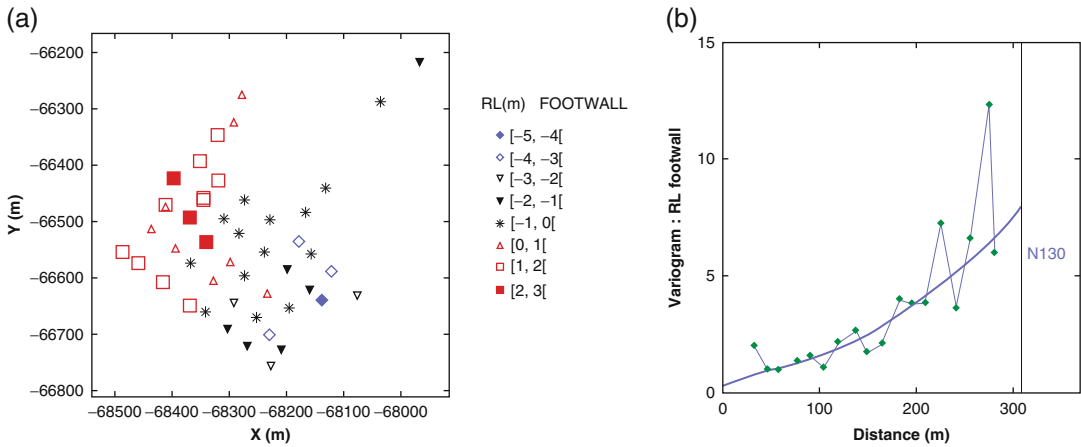 (a)
−66200
−66300
−66400
−66500
−66600
−66700
−66800
Y (m)
−68500 −68400 −68300 −68200 −68100 −68000
X (m)
RL(m) FOOTWALL
[−5, −4[
[−4, −3[
[−3, −2[
[−2, −1[
[−1, 0[
[0, 1[
[1, 2[
[2, 3[
(b)
15
10
5
0
Variogram : RL footwall
0 100 200 300
Distance (m)
N130